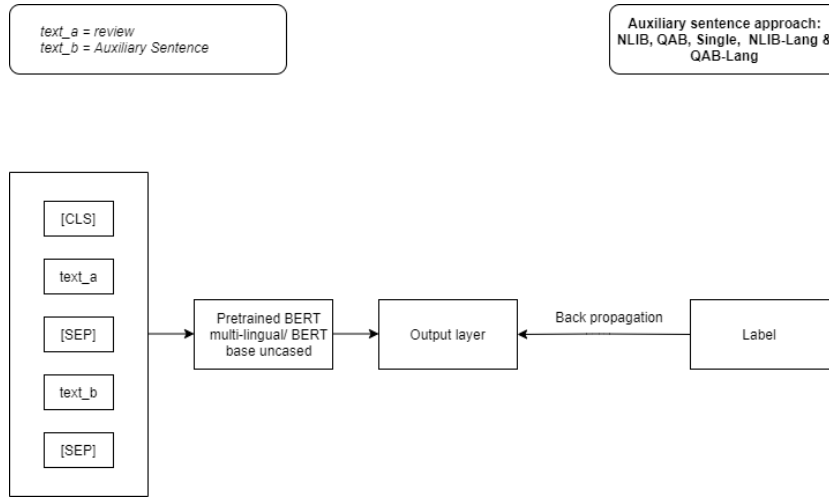 text_a = review
text_b = Auxiliary Sentence
Auxiliary sentence approach:
NLIB, QAB, Single, NLIB-Lang &
QAB-Lang
[CLS]
text_a
[SEP]
text_b
[SEP]
Pretrained BERT
multi-lingual/ BERT
base uncased
Output layer
Back propagation
Label